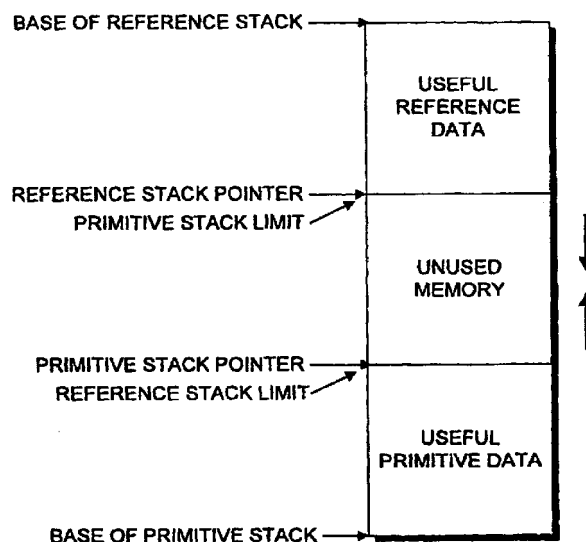 BASE OF REFERENCE STACK
USEFUL
REFERENCE
DATA
REFERENCE STACK POINTER
PRIMITIVE STACK LIMIT
UNUSED
MEMORY
PRIMITIVE STACK POINTER
REFERENCE STACK LIMIT
USEFUL
PRIMITIVE DATA
BASE OF PRIMITIVE STACK